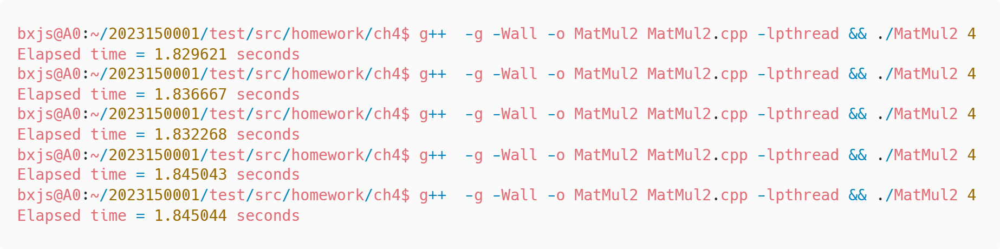 bxjs@A0:~/2023150001/test/src/homework/ch4$ g++  -g -Wall -o MatMul2 MatMul2.cpp -lpthread && ./MatMul2 4
Elapsed time = 1.829621 seconds
bxjs@A0:~/2023150001/test/src/homework/ch4$ g++  -g -Wall -o MatMul2 MatMul2.cpp -lpthread && ./MatMul2 4
Elapsed time = 1.836667 seconds
bxjs@A0:~/2023150001/test/src/homework/ch4$ g++  -g -Wall -o MatMul2 MatMul2.cpp -lpthread && ./MatMul2 4
Elapsed time = 1.832268 seconds
bxjs@A0:~/2023150001/test/src/homework/ch4$ g++  -g -Wall -o MatMul2 MatMul2.cpp -lpthread && ./MatMul2 4
Elapsed time = 1.845043 seconds
bxjs@A0:~/2023150001/test/src/homework/ch4$ g++  -g -Wall -o MatMul2 MatMul2.cpp -lpthread && ./MatMul2 4
Elapsed time = 1.845044 seconds